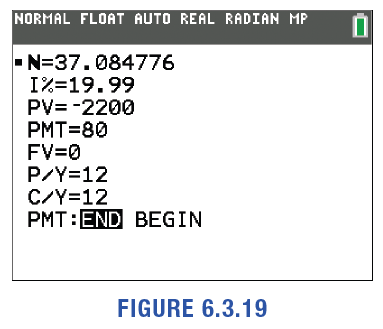 NORMAL FLOAT AUTO REAL RADIAN MP
N=37.084776
I%=19.99
PV=-2200
PMT=80
FV=0
P/Y=12
C/Y=12
PMT:END BEGIN
FIGURE 6.3.19